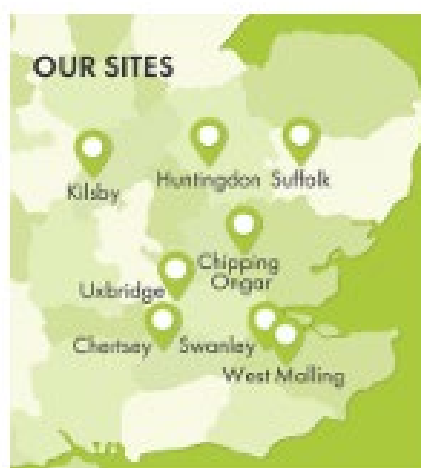 OUR SITES
Kilsby
Huntingdon
Suffolk
Chipping
Ongar
Uxbridge
Chertsey
Swanley
West Malling